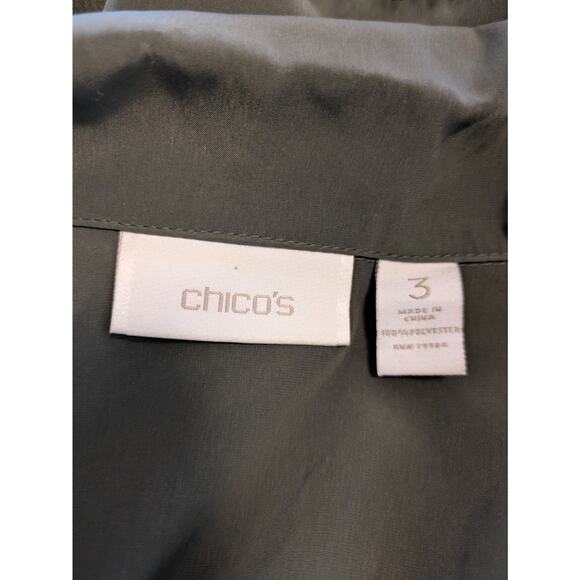 chico's
3
MADE IN
CHINA
100% POLYESTER